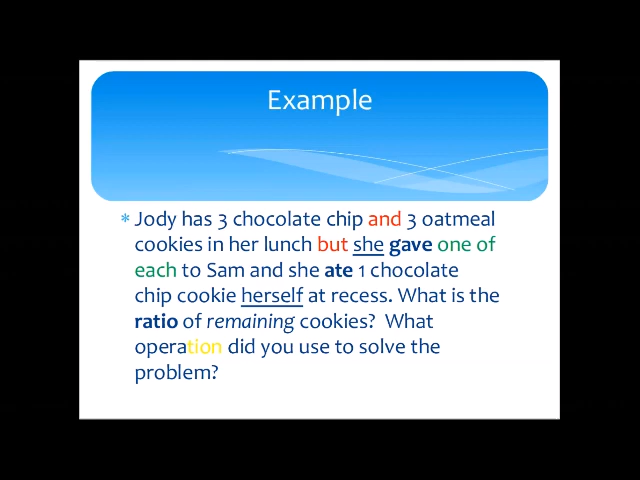 Example
* Jody has 3 chocolate chip and 3 oatmeal
cookies in her lunch but she gave one of
each to Sam and she ate 1 chocolate
chip cookie herself at recess. What is the
ratio of remaining cookies? What
operation did you use to solve the
problem?